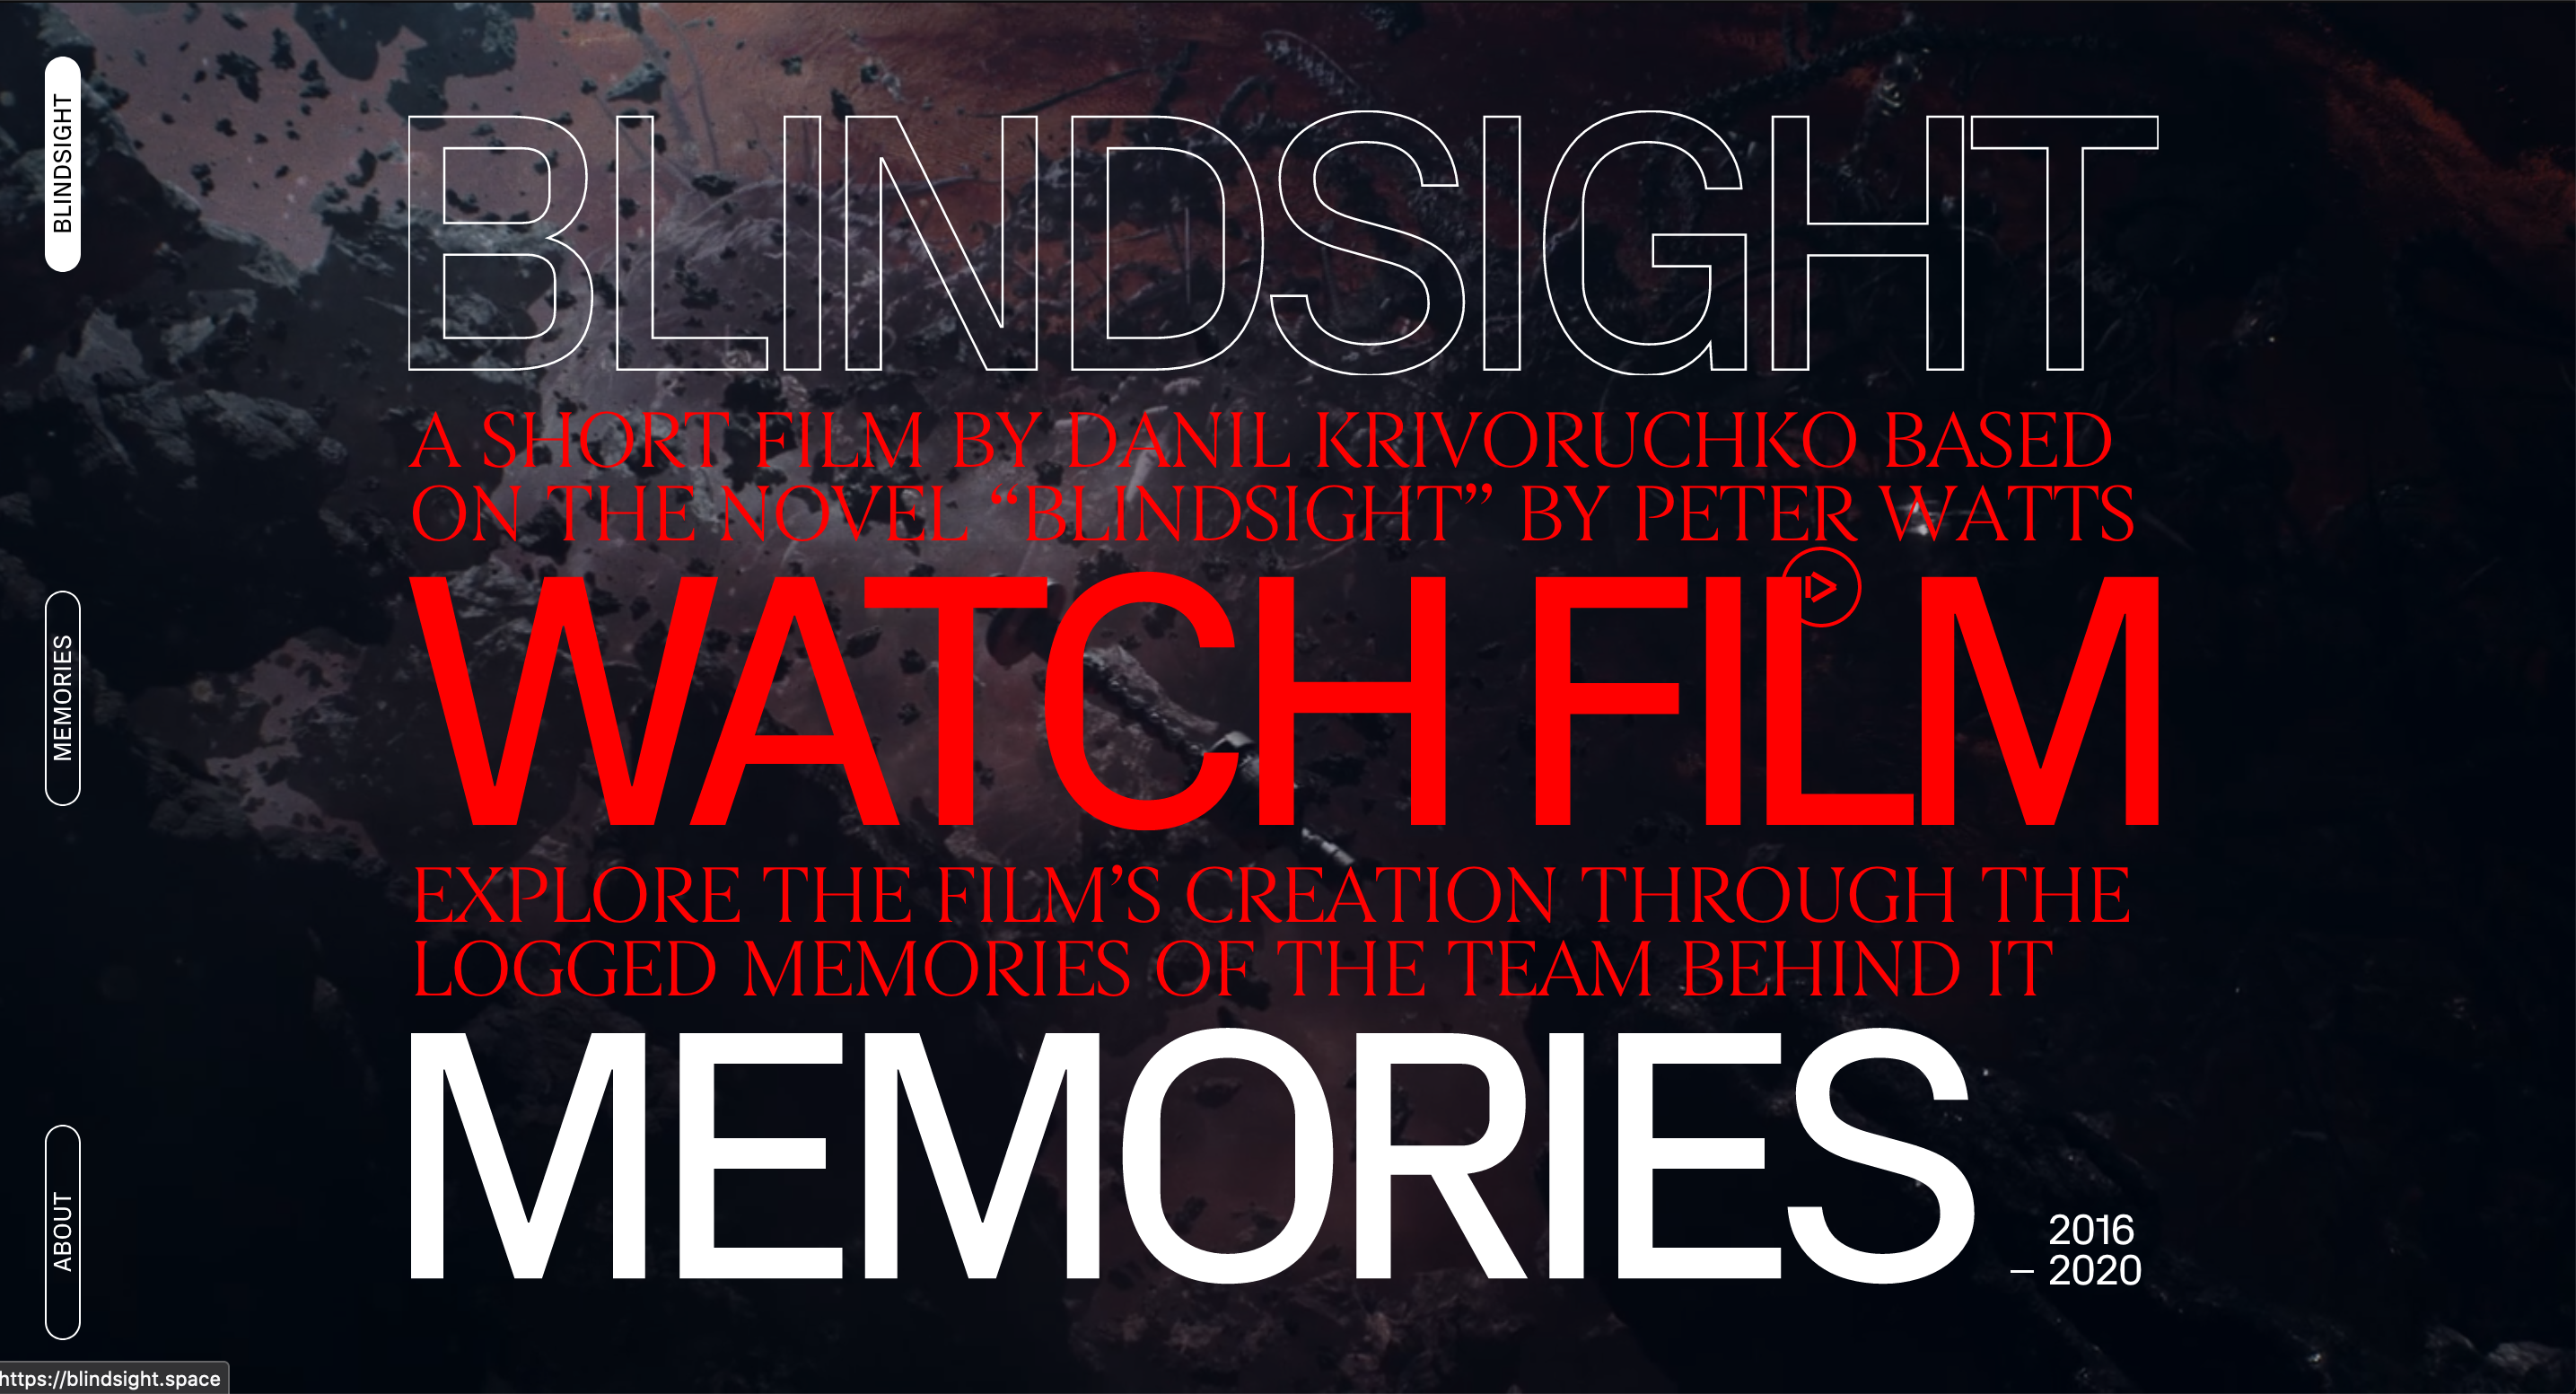 BLINDSIGHT
MEMORIES
ABOUT
BLINDSIGHT
A SHORT FILM BY DANIL KRIVORUCHKO BASED
ON THE NOVEL “BLINDSIGHT” BY PETER WATTS
WATCH FILM
EXPLORE THE FILM’S CREATION THROUGH THE
LOGGED MEMORIES OF THE TEAM BEHIND IT
MEMORIES
2016
– 2020
https://blindsight.space